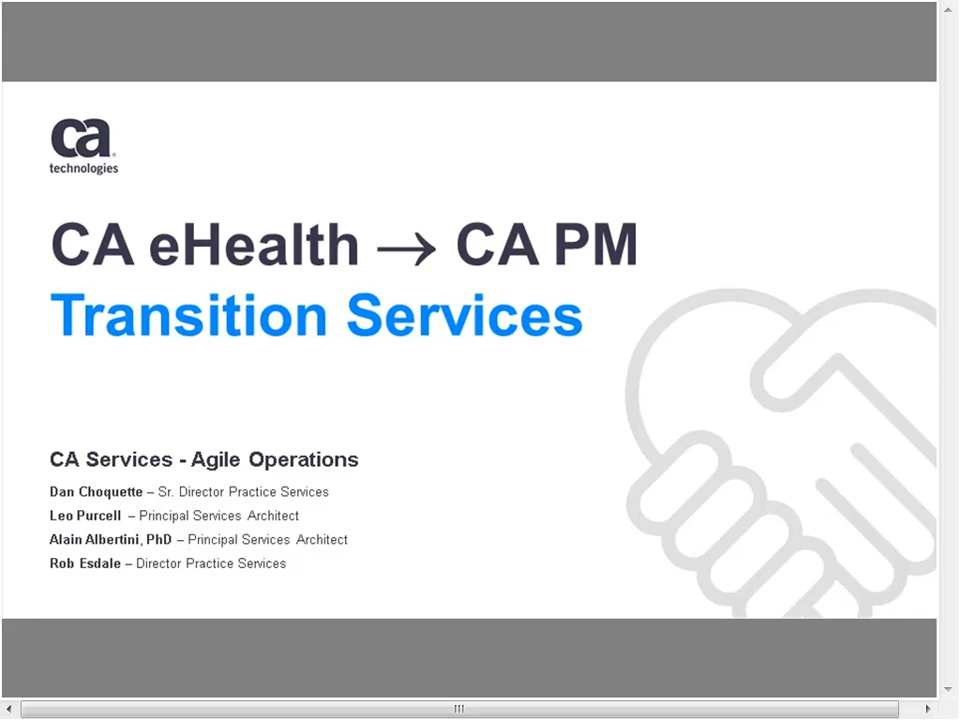 ca
technologies
CA eHealth → CA PM
Transition Services
CA Services - Agile Operations
Dan Choquette – Sr. Director Practice Services
Leo Purcell – Principal Services Architect
Alain Albertini, PhD – Principal Services Architect
Rob Esdale – Director Practice Services